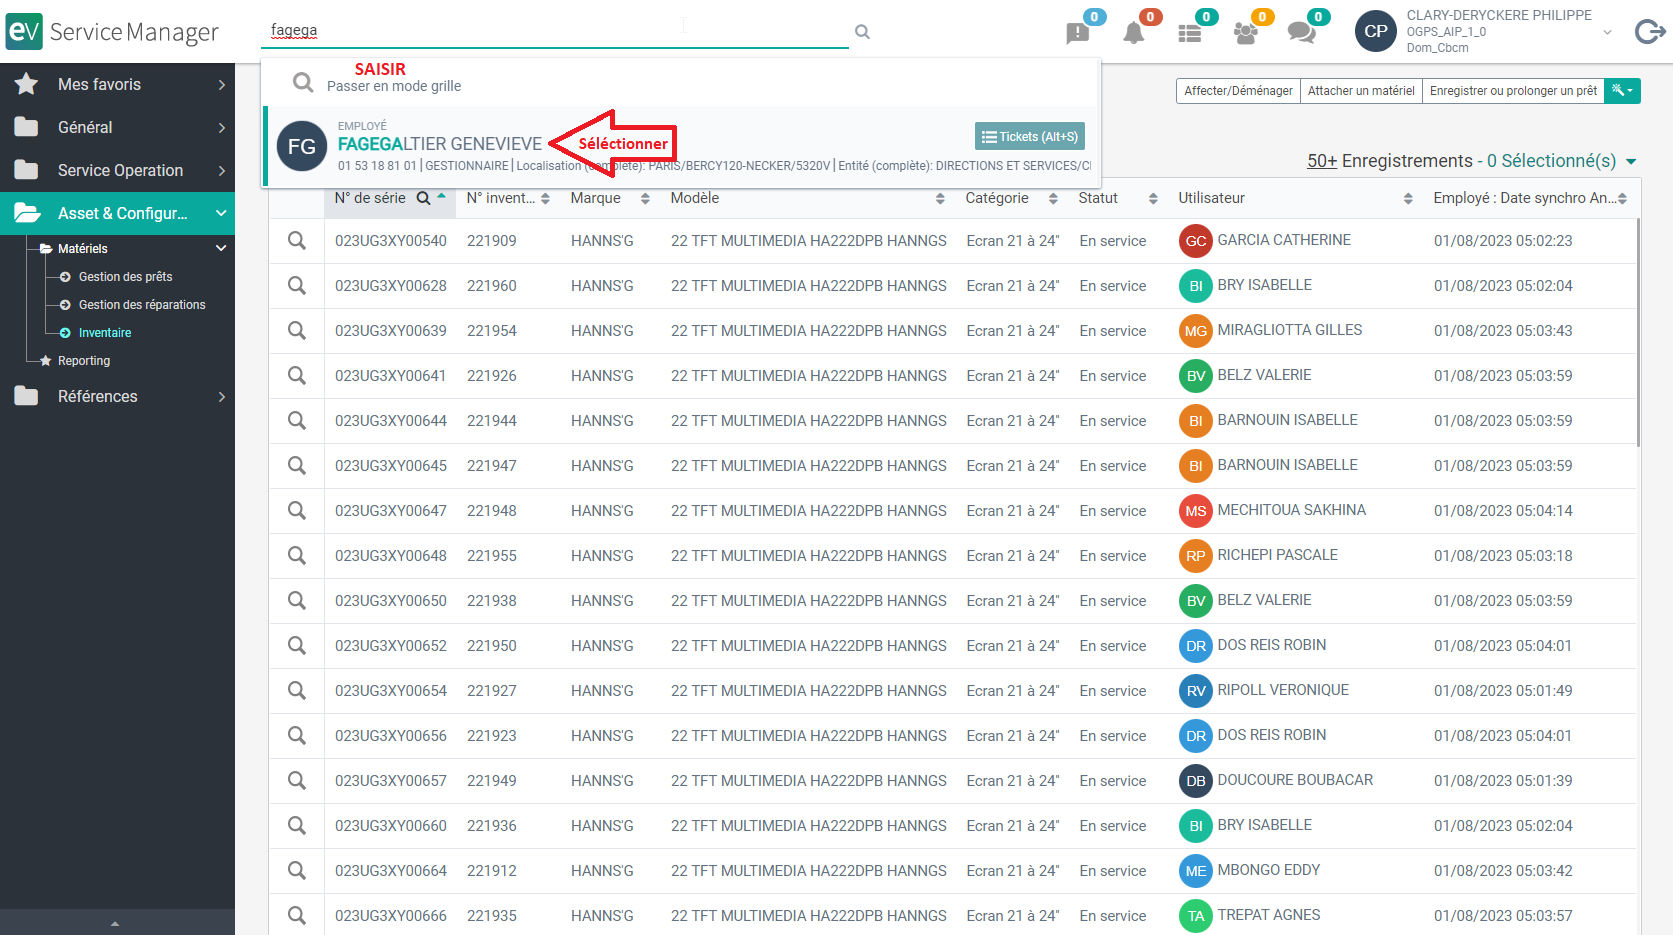 eV Service Manager
fagega
0 0 0 0 0
CP
CLARY-DERYCKERE PHILIPPE
OGPS_AIP_1_0
Dom_Cbcm
SAISIR
Passer en mode grille
FG
EMPLOYÉ
FAGEGALTIER GENEVIEVE
Séléctionner
Tickets (Alt+S)
01 53 18 81 01 | GESTIONNAIRE | Localisation (complète): PARIS/BERCY120-NECKER/5320V | Entité (complète): DIRECTIONS ET SERVICES/CI
Mes favoris
Général
Service Operation
Asset & Configur...
Matériels
Gestion des prêts
Gestion des réparations
Inventaire
Reporting
Références
Affecter/Déménager Attacher un matériel Enregistrer ou prolonger un prêt
50+ Enregistrements - 0 Sélectionné(s)
N° de série N° invent... Marque Modèle Catégorie Statut Utilisateur Employé : Date synchro An...
023UG3XY00540 221909 HANNS'G 22 TFT MULTIMEDIA HA222DPB HANNGS Ecran 21 à 24" En service GC GARCIA CATHERINE 01/08/2023 05:02:23
023UG3XY00628 221960 HANNS'G 22 TFT MULTIMEDIA HA222DPB HANNGS Ecran 21 à 24" En service BI BRY ISABELLE 01/08/2023 05:02:04
023UG3XY00639 221954 HANNS'G 22 TFT MULTIMEDIA HA222DPB HANNGS Ecran 21 à 24" En service MG MIRAGLIOTTA GILLES 01/08/2023 05:03:43
023UG3XY00641 221926 HANNS'G 22 TFT MULTIMEDIA HA222DPB HANNGS Ecran 21 à 24" En service BV BELZ VALERIE 01/08/2023 05:03:59
023UG3XY00644 221944 HANNS'G 22 TFT MULTIMEDIA HA222DPB HANNGS Ecran 21 à 24" En service BI BARNOUIN ISABELLE 01/08/2023 05:03:59
023UG3XY00645 221947 HANNS'G 22 TFT MULTIMEDIA HA222DPB HANNGS Ecran 21 à 24" En service BI BARNOUIN ISABELLE 01/08/2023 05:03:59
023UG3XY00647 221948 HANNS'G 22 TFT MULTIMEDIA HA222DPB HANNGS Ecran 21 à 24" En service MS MECHITOUA SAKHINA 01/08/2023 05:04:14
023UG3XY00648 221955 HANNS'G 22 TFT MULTIMEDIA HA222DPB HANNGS Ecran 21 à 24" En service RP RICHEPI PASCALE 01/08/2023 05:03:18
023UG3XY00650 221938 HANNS'G 22 TFT MULTIMEDIA HA222DPB HANNGS Ecran 21 à 24" En service BV BELZ VALERIE 01/08/2023 05:03:59
023UG3XY00652 221950 HANNS'G 22 TFT MULTIMEDIA HA222DPB HANNGS Ecran 21 à 24" En service DR DOS REIS ROBIN 01/08/2023 05:04:01
023UG3XY00654 221927 HANNS'G 22 TFT MULTIMEDIA HA222DPB HANNGS Ecran 21 à 24" En service RV RIPOLL VERONIQUE 01/08/2023 05:01:49
023UG3XY00656 221923 HANNS'G 22 TFT MULTIMEDIA HA222DPB HANNGS Ecran 21 à 24" En service DR DOS REIS ROBIN 01/08/2023 05:04:01
023UG3XY00657 221949 HANNS'G 22 TFT MULTIMEDIA HA222DPB HANNGS Ecran 21 à 24" En service DB DOUCOURE BOUBACAR 01/08/2023 05:01:39
023UG3XY00660 221936 HANNS'G 22 TFT MULTIMEDIA HA222DPB HANNGS Ecran 21 à 24" En service BI BRY ISABELLE 01/08/2023 05:02:04
023UG3XY00664 221912 HANNS'G 22 TFT MULTIMEDIA HA222DPB HANNGS Ecran 21 à 24" En service ME MBONGO EDDY 01/08/2023 05:03:42
023UG3XY00666 221935 HANNS'G 22 TFT MULTIMEDIA HA222DPB HANNGS Ecran 21 à 24" En service TA TREPAT AGNES 01/08/2023 05:03:57